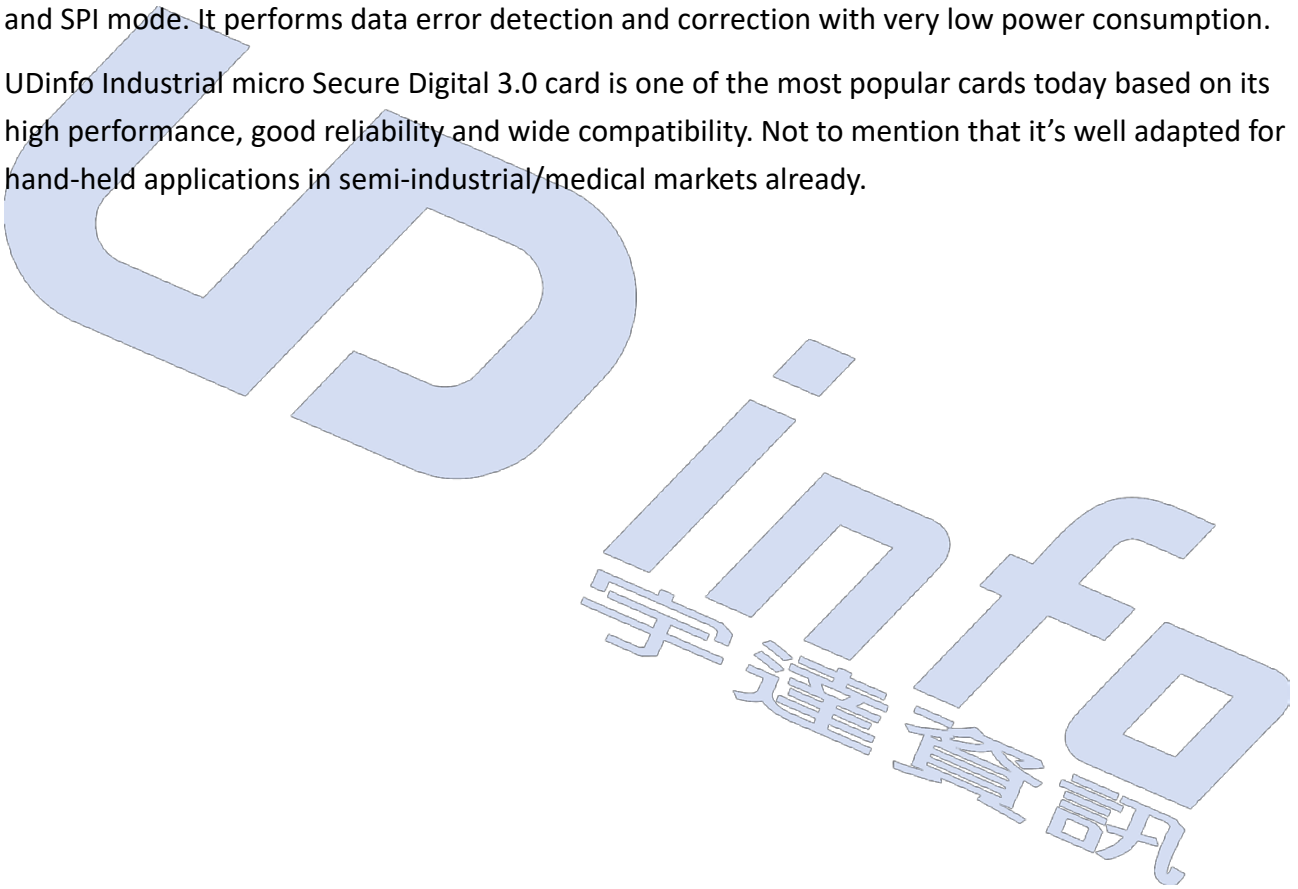 and SPI mode. It performs data error detection and correction with very low power consumption.
UDinfo Industrial micro Secure Digital 3.0 card is one of the most popular cards today based on its
high performance, good reliability and wide compatibility. Not to mention that it’s well adapted for
hand-held applications in semi-industrial/medical markets already.
UDinfo
宇達資訊